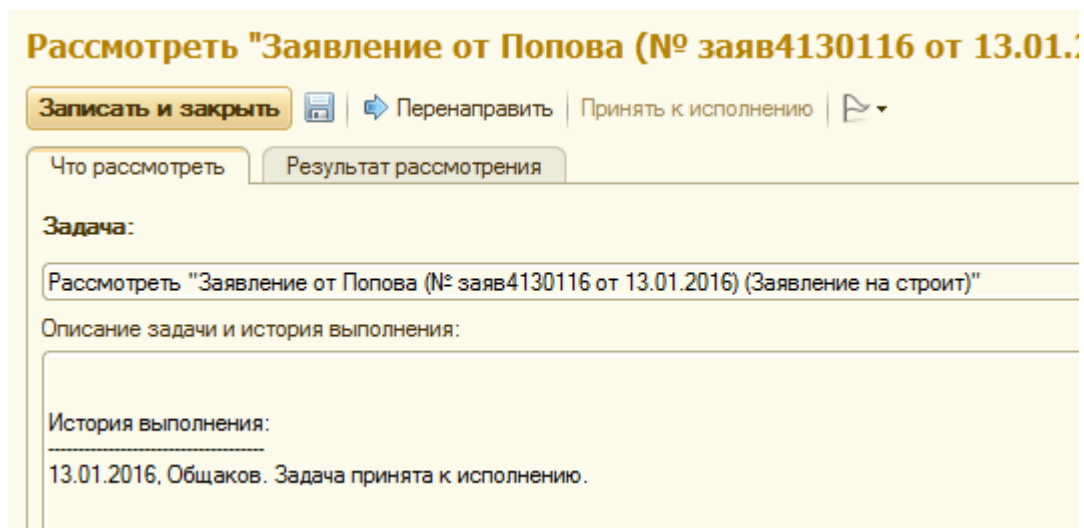 Рассмотреть "Заявление от Попова (№ заяв4130116 от 13.01.
Записать и закрыть Перенаправить Принять к исполнению
Что рассмотреть Результат рассмотрения
Задача:
Рассмотреть "Заявление от Попова (№ заяв4130116 от 13.01.2016) (Заявление на строит)"
Описание задачи и история выполнения:
История выполнения:
------------------------------------
13.01.2016, Общаков. Задача принята к исполнению.